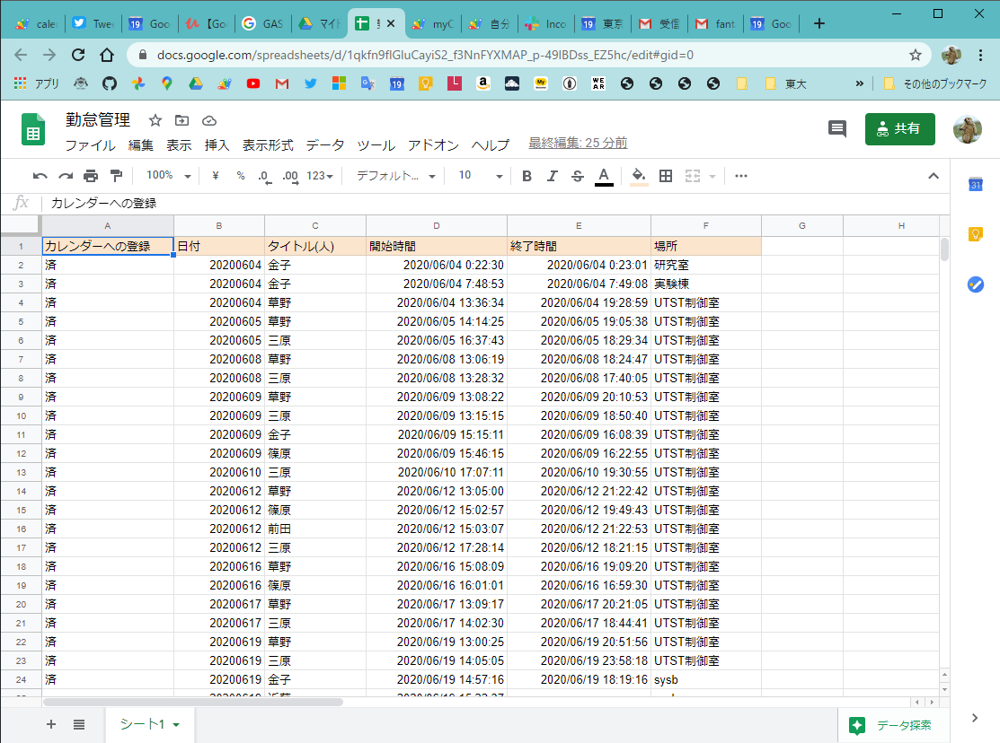 cale Twe Goo 【Go GAS マイド myC 自分 Inco 東京 受信 fant Goo
docs.google.com/spreadsheets/d/1qkfn9flGluCayiS2_f3NnFYXMAP_p-49IBDss_EZ5hc/edit#gid=0
アプリ 東大 » その他のブックマーク
勤怠管理
ファイル 編集 表示 挿入 表示形式 データ ツール アドオン ヘルプ 最終編集: 25 分前 共有
100% ¥ % .0 .00 123 デフォルト... 10 B I S A
fx カレンダーへの登録
A B C D E F G H
1 カレンダーへの登録 日付 タイトル(人) 開始時間 終了時間 場所
2 済 20200604 金子 2020/06/04 0:22:30 2020/06/04 0:23:01 研究室
3 済 20200604 金子 2020/06/04 7:48:53 2020/06/04 7:49:08 実験棟
4 済 20200604 草野 2020/06/04 13:36:34 2020/06/04 19:28:59 UTST制御室
5 済 20200605 草野 2020/06/05 14:14:25 2020/06/05 19:05:38 UTST制御室
6 済 20200605 三原 2020/06/05 16:37:43 2020/06/05 18:29:34 UTST制御室
7 済 20200608 草野 2020/06/08 13:06:19 2020/06/08 18:24:47 UTST制御室
8 済 20200608 三原 2020/06/08 13:28:32 2020/06/08 17:40:05 UTST制御室
9 済 20200609 草野 2020/06/09 13:08:22 2020/06/09 20:10:53 UTST制御室
10 済 20200609 三原 2020/06/09 13:15:15 2020/06/09 18:50:40 UTST制御室
11 済 20200609 金子 2020/06/09 15:15:11 2020/06/09 16:08:39 UTST制御室
12 済 20200609 篠原 2020/06/09 15:46:15 2020/06/09 16:22:55 UTST制御室
13 済 20200610 三原 2020/06/10 17:07:11 2020/06/10 19:30:55 UTST制御室
14 済 20200612 草野 2020/06/12 13:05:00 2020/06/12 21:22:42 UTST制御室
15 済 20200612 篠原 2020/06/12 15:02:57 2020/06/12 19:49:43 UTST制御室
16 済 20200612 前田 2020/06/12 15:03:07 2020/06/12 21:22:53 UTST制御室
17 済 20200612 三原 2020/06/12 17:28:14 2020/06/12 18:21:15 UTST制御室
18 済 20200616 草野 2020/06/16 15:08:09 2020/06/16 19:09:20 UTST制御室
19 済 20200616 篠原 2020/06/16 16:01:01 2020/06/16 16:59:30 UTST制御室
20 済 20200617 草野 2020/06/17 13:09:17 2020/06/17 20:21:05 UTST制御室
21 済 20200617 三原 2020/06/17 14:02:30 2020/06/17 18:44:41 UTST制御室
22 済 20200619 草野 2020/06/19 13:00:25 2020/06/19 20:51:56 UTST制御室
23 済 20200619 三原 2020/06/19 14:05:05 2020/06/19 23:58:18 UTST制御室
24 済 20200619 金子 2020/06/19 14:57:16 2020/06/19 18:19:16 sysb
シート1 データ探索